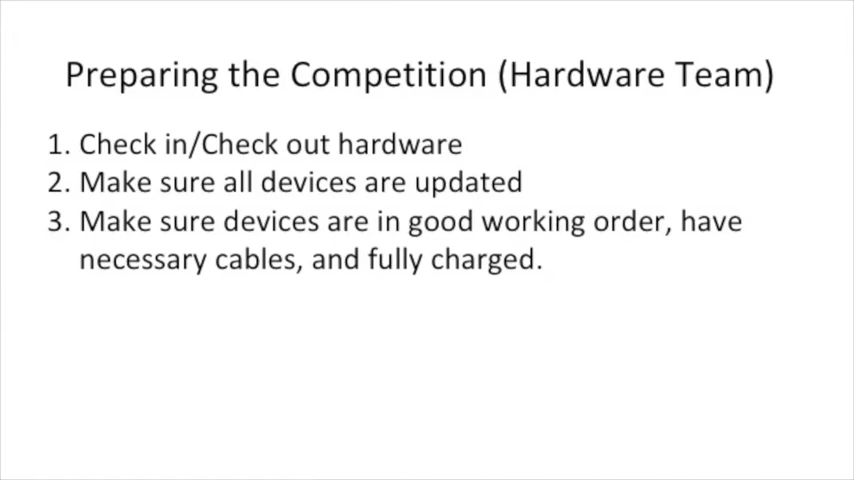 Preparing the Competition (Hardware Team)
1. Check in/Check out hardware
2. Make sure all devices are updated
3. Make sure devices are in good working order, have
necessary cables, and fully charged.